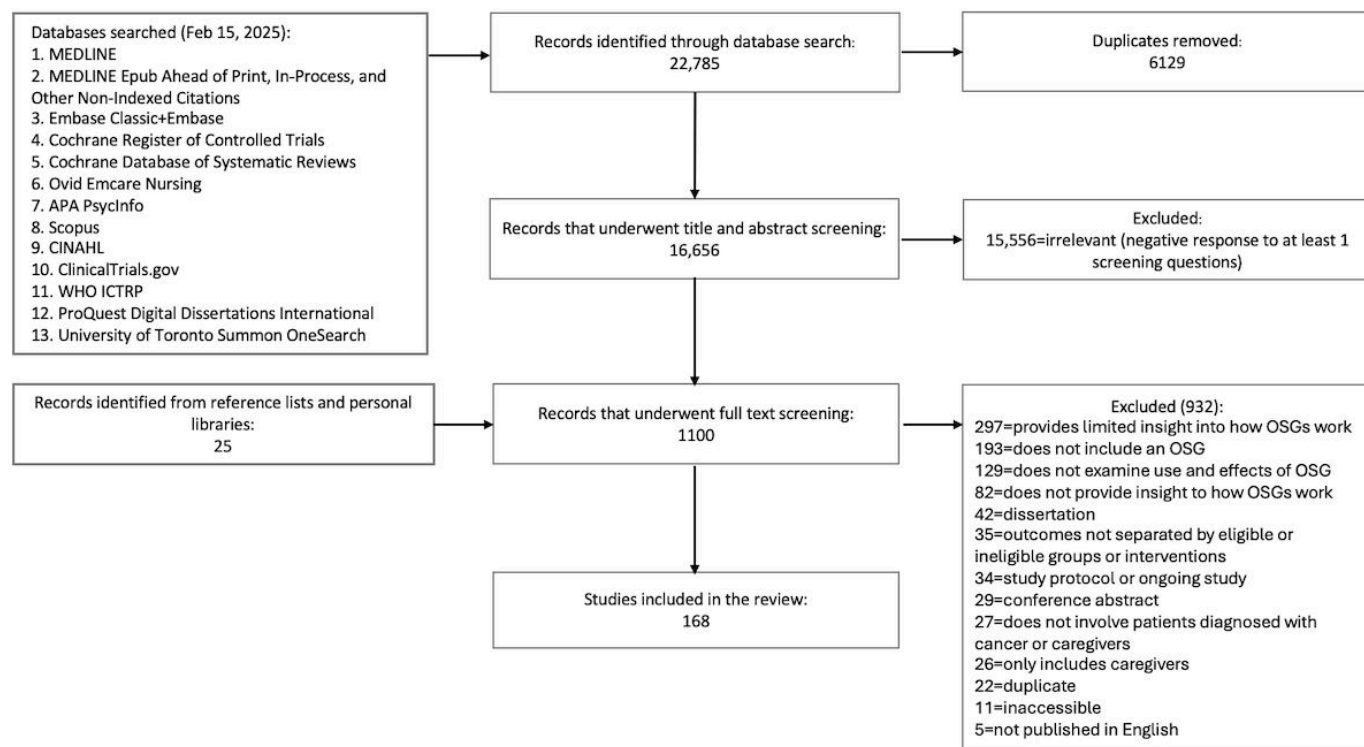 Databases searched (Feb 15, 2025):
1. MEDLINE
2. MEDLINE Epub Ahead of Print, In-Process, and
Other Non-Indexed Citations
3. Embase Classic+Embase
4. Cochrane Register of Controlled Trials
5. Cochrane Database of Systematic Reviews
6. Ovid Emcare Nursing
7. APA PsycInfo
8. Scopus
9. CINAHL
10. ClinicalTrials.gov
11. WHO ICTRP
12. ProQuest Digital Dissertations International
13. University of Toronto Summon OneSearch
Records identified through database search:
22,785
Duplicates removed:
6129
Records that underwent title and abstract screening:
16,656
Excluded:
15,556=irrelevant (negative response to at least 1
screening questions)
Records identified from reference lists and personal
libraries:
25
Records that underwent full text screening:
1100
Excluded (932):
297=provides limited insight into how OSGs work
193=does not include an OSG
129=does not examine use and effects of OSG
82=does not provide insight to how OSGs work
42=dissertation
35=outcomes not separated by eligible or
ineligible groups or interventions
34=study protocol or ongoing study
29=conference abstract
27=does not involve patients diagnosed with
cancer or caregivers
26=only includes caregivers
22=duplicate
11=inaccessible
5=not published in English
Studies included in the review:
168